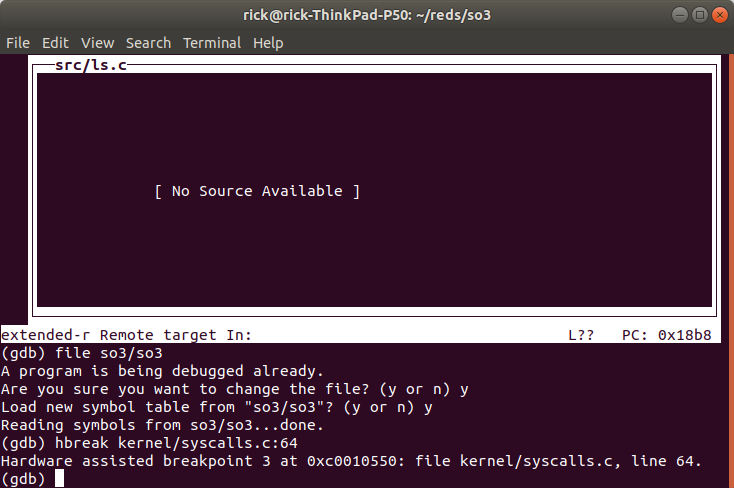 rick@rick-ThinkPad-P50: ~/reds/so3
File Edit View Search Terminal Help
src/ls.c
[ No Source Available ]
extended-r Remote target In: L?? PC: 0x18b8
(gdb) file so3/so3
A program is being debugged already.
Are you sure you want to change the file? (y or n) y
Load new symbol table from "so3/so3"? (y or n) y
Reading symbols from so3/so3...done.
(gdb) hbreak kernel/syscalls.c:64
Hardware assisted breakpoint 3 at 0xc0010550: file kernel/syscalls.c, line 64.
(gdb)